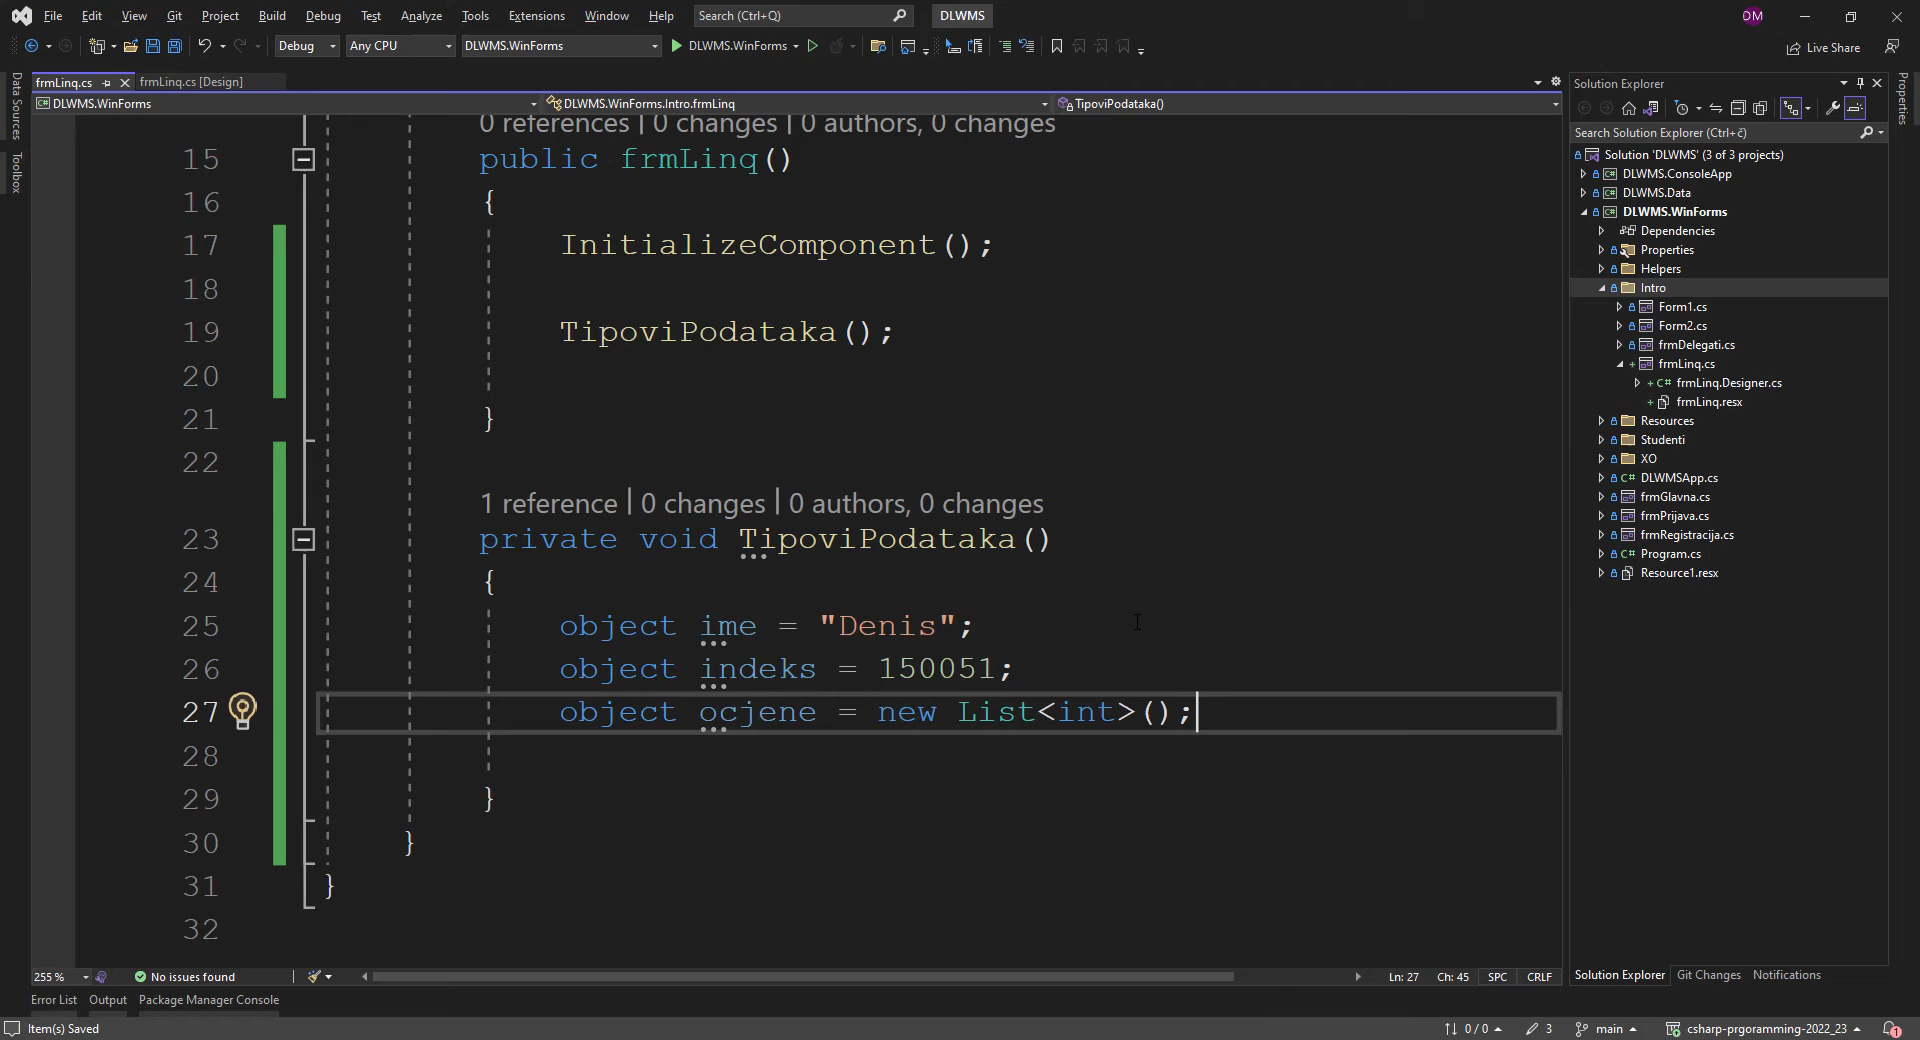 File Edit View Git Project Build Debug Test Analyze Tools Extensions Window Help Search (Ctrl+Q) DLWMS DM
Debug Any CPU DLWMS.WinForms DLWMS.WinForms Live Share
frmLinq.cs frmLinq.cs [Design]
DLWMS.WinForms DLWMS.WinForms.Intro.frmLinq TipoviPodataka()
Data Sources
Toolbox
0 references | 0 changes | 0 authors, 0 changes
15 public frmLinq()
16 {
17 InitializeComponent();
18
19 TipoviPodataka();
20
21 }
22
1 reference | 0 changes | 0 authors, 0 changes
23 private void TipoviPodataka()
24 {
25 object ime = "Denis";
26 object indeks = 150051;
27 object ocjene = new List<int>();
28
29 }
30 }
31 }
32
255 % No issues found Ln: 27 Ch: 45 SPC CRLF
Solution Explorer
Search Solution Explorer (Ctrl+č)
Solution 'DLWMS' (3 of 3 projects)
DLWMS.ConsoleApp
DLWMS.Data
DLWMS.WinForms
Dependencies
Properties
Helpers
Intro
Form1.cs
Form2.cs
frmDelegati.cs
frmLinq.cs
frmLinq.Designer.cs
frmLinq.resx
Resources
Studenti
XO
DLWMSApp.cs
frmGlavna.cs
frmPrijava.cs
frmRegistracija.cs
Program.cs
Resource1.resx
Solution Explorer Git Changes Notifications
Properties
Error List Output Package Manager Console
Item(s) Saved 0 / 0 3 main csharp-prgoramming-2022_23 1